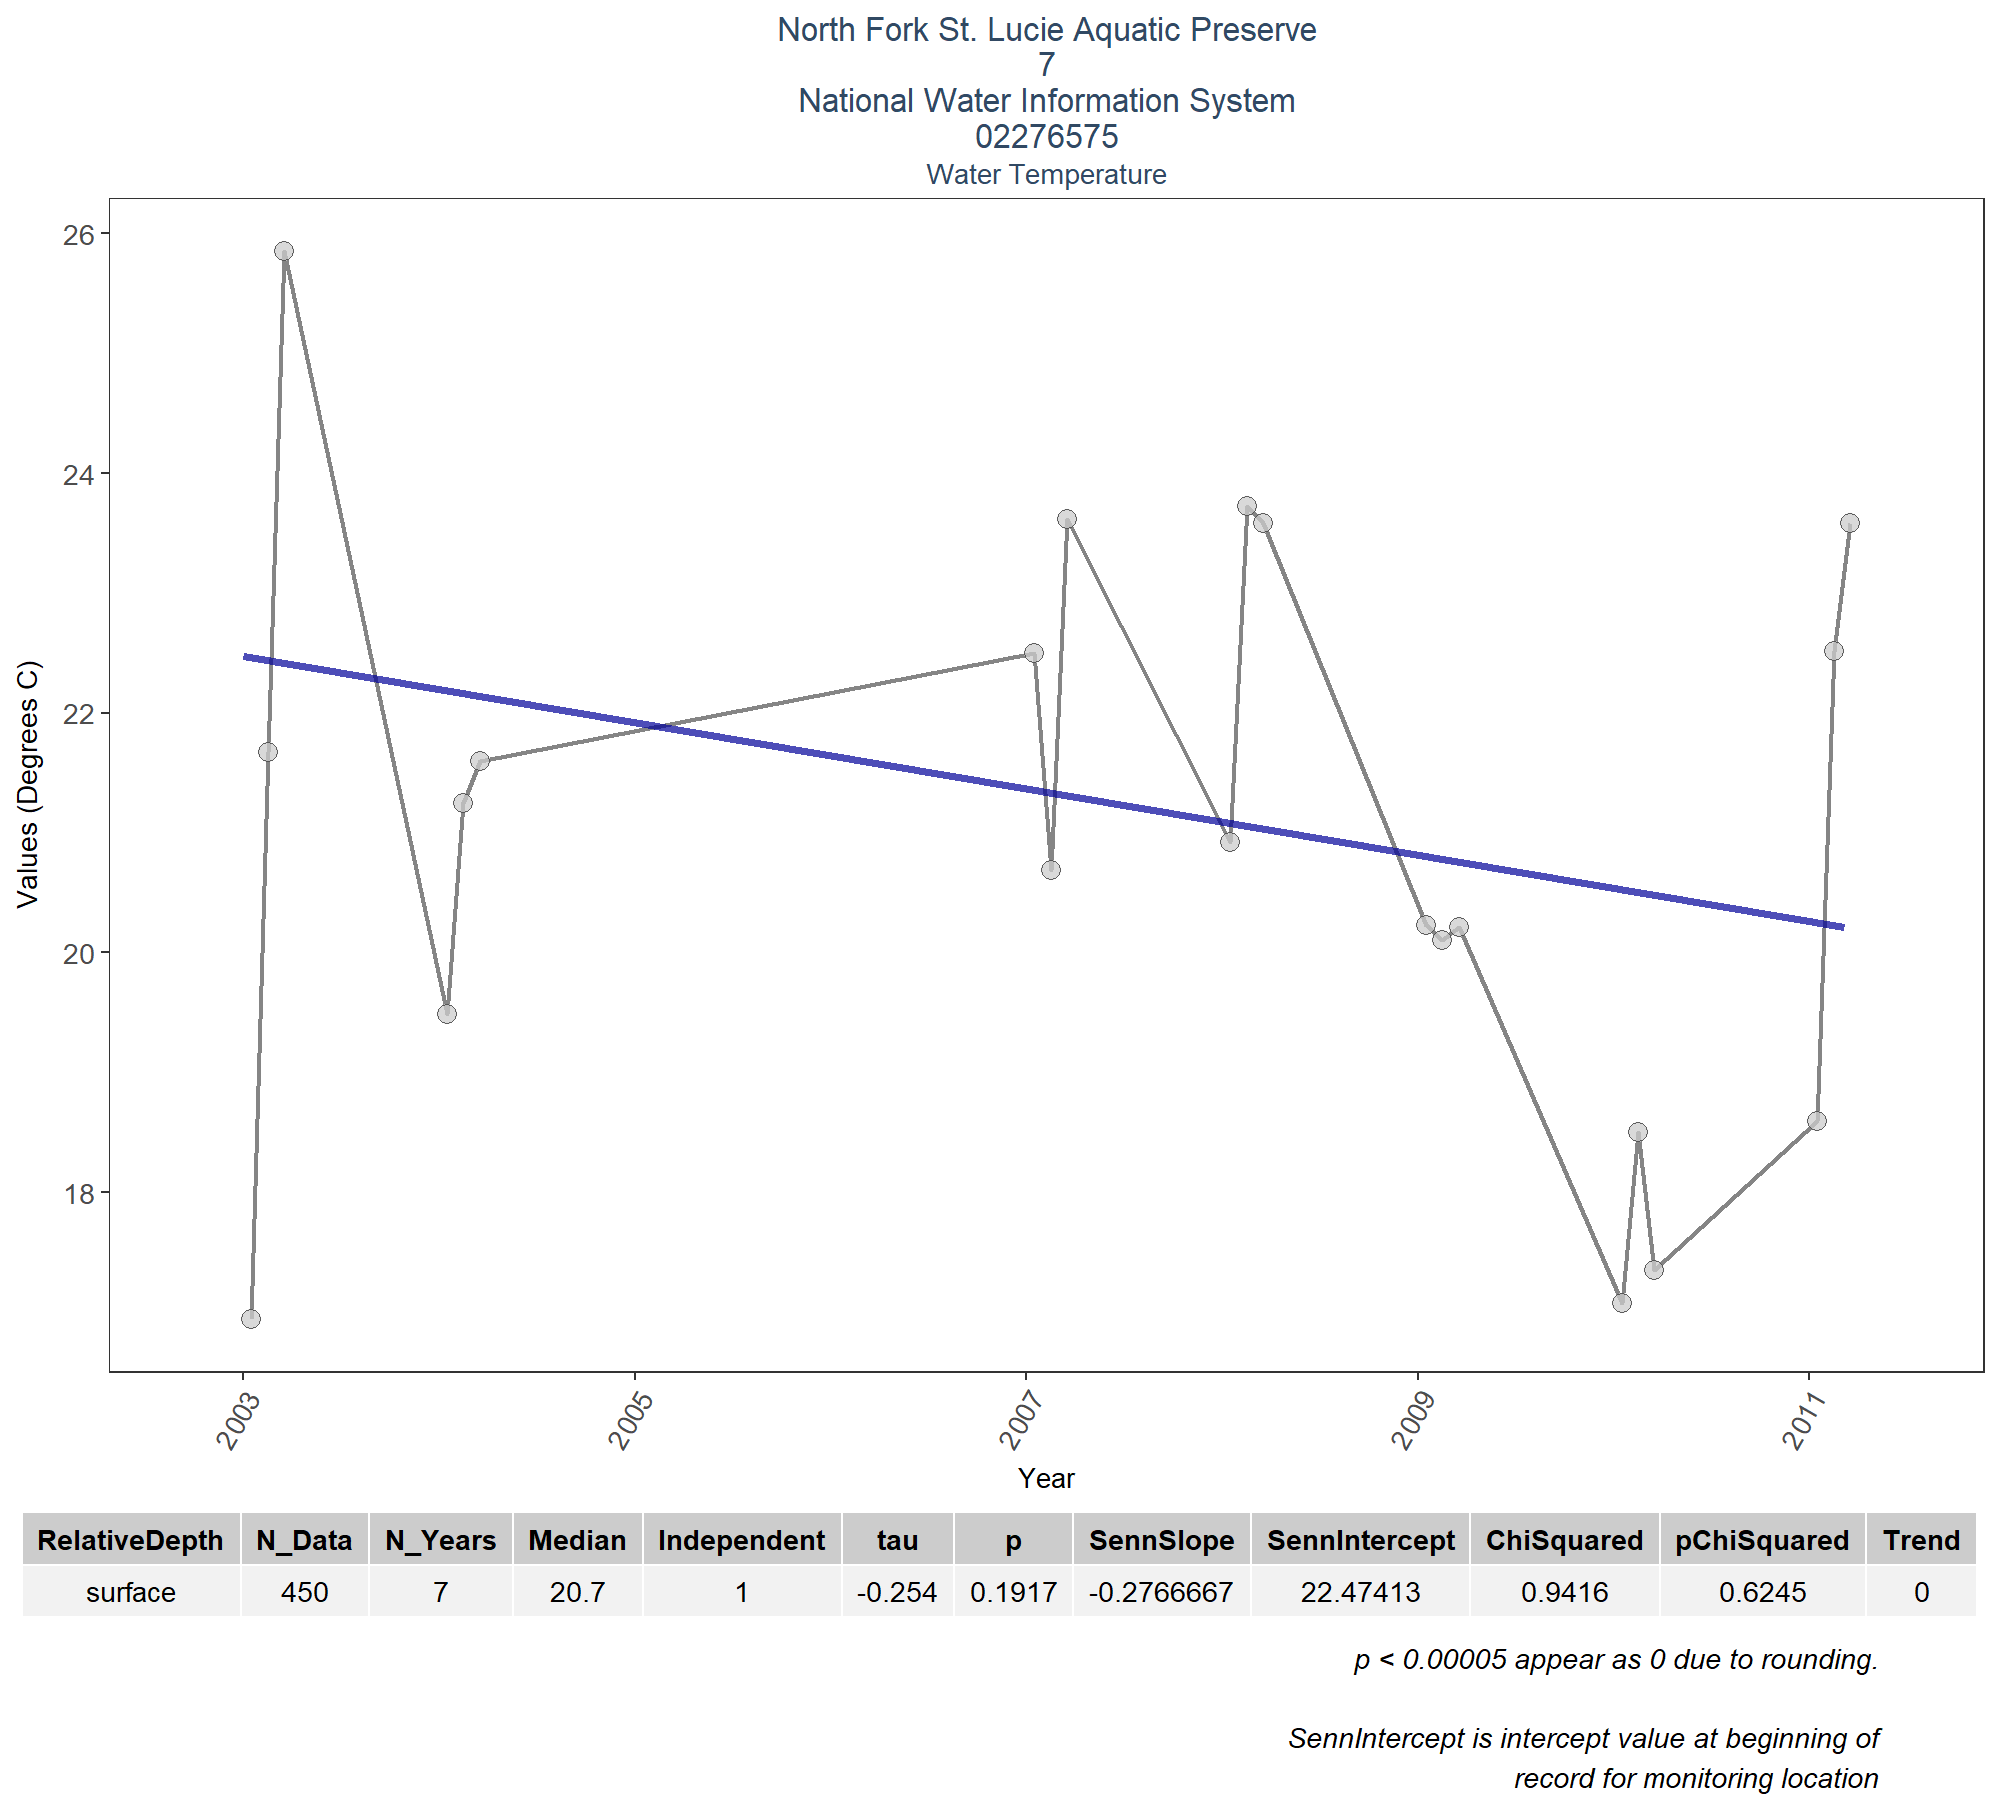 North Fork St. Lucie Aquatic Preserve
7
National Water Information System
02276575
Water Temperature
26
24
22
20
18
Values (Degrees C)
2003
2005
2007
2009
2011
Year
RelativeDepth N_Data N_Years Median Independent tau p SennSlope SennIntercept ChiSquared pChiSquared Trend
surface 450 7 20.7 1 -0.254 0.1917 -0.2766667 22.47413 0.9416 0.6245 0
p < 0.00005 appear as 0 due to rounding.
SennIntercept is intercept value at beginning of
record for monitoring location